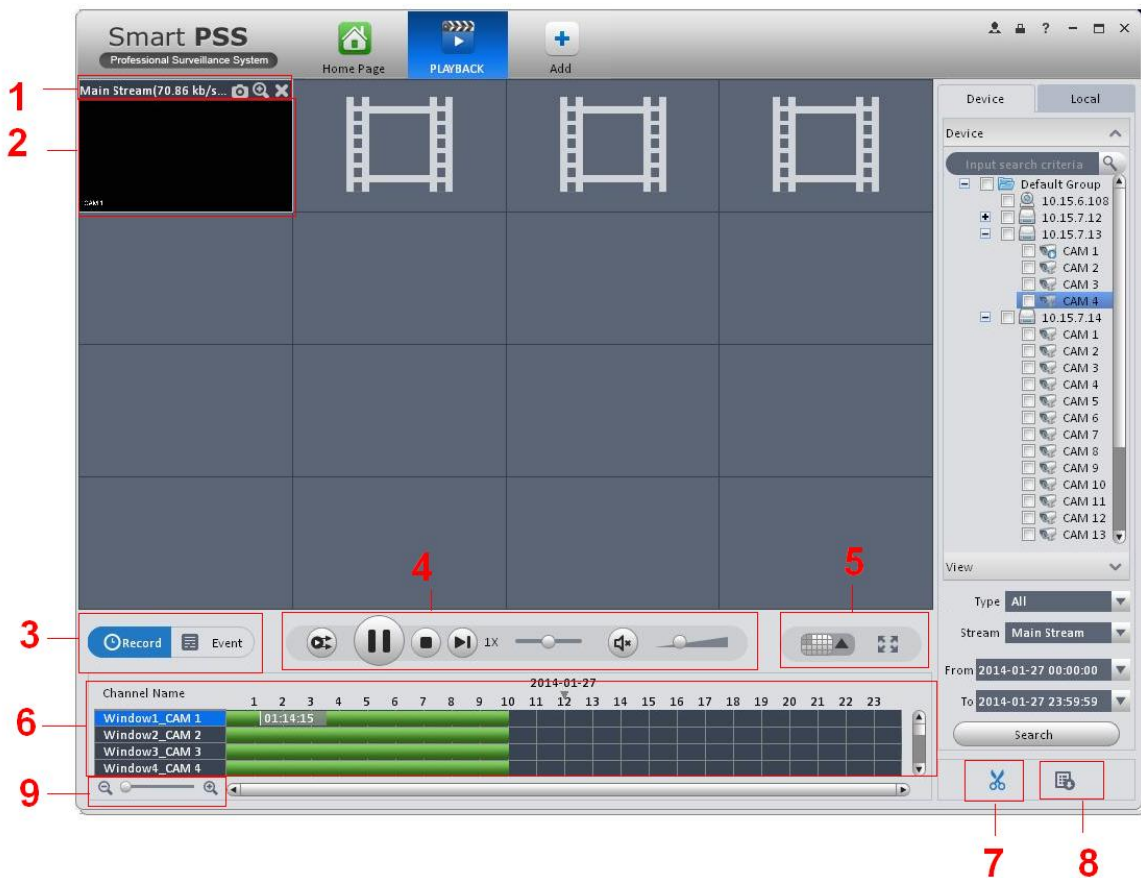 Smart PSS
Professional Surveillance System
Home Page
PLAYBACK
Add
?
1
Main Stream(70.86 kb/s...
2
CAM 1
Device
Local
Device
Input search criteria
Default Group
10.15.6.108
10.15.7.12
10.15.7.13
CAM 1
CAM 2
CAM 3
CAM 4
10.15.7.14
CAM 1
CAM 2
CAM 3
CAM 4
CAM 5
CAM 6
CAM 7
CAM 8
CAM 9
CAM 10
CAM 11
CAM 12
CAM 13
View
Type All
Stream Main Stream
From 2014-01-27 00:00:00
To 2014-01-27 23:59:59
Search
4
5
3
Record
Event
1X
2014-01-27
Channel Name
1 2 3 4 5 6 7 8 9 10 11 12 13 14 15 16 17 18 19 20 21 22 23
6
Window1_CAM 1
01:14:15
Window2_CAM 2
Window3_CAM 3
Window4_CAM 4
9
7
8